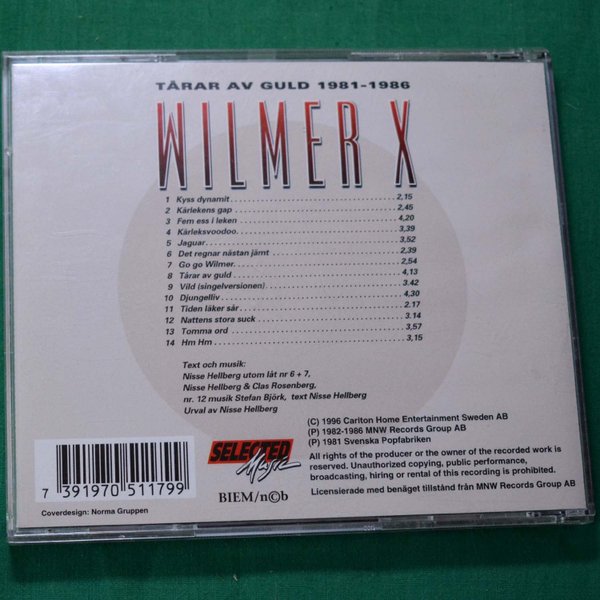 TÅRAR AV GULD 1981-1986
WILMER X
1 Kyss dynamit 2,15
2 Kärlekens gap 2,45
3 Fem ess i leken 4,20
4 Kärleksvoodoo 3,39
5 Jaguar 3,52
6 Det regnar nästan jämt 2,39
7 Go go Wilmer 2,54
8 Tårar av guld 4,13
9 Vild (singelversionen) 3.42
10 Djungelliv 4,30
11 Tiden läker sår 2.17
12 Nattens stora suck 3.14
13 Tomma ord 3,57
14 Hm Hm 3,15
Text och musik:
Nisse Hellberg utom låt nr 6 + 7,
Nisse Hellberg & Clas Rosenberg,
nr. 12 musik Stefan Björk, text Nisse Hellberg
Urval av Nisse Hellberg
(C) 1996 Carlton Home Entertainment Sweden AB
(P) 1982-1986 MNW Records Group AB
(P) 1981 Svenska Popfabriken
All rights of the producer or the owner of the recorded work is
reserved. Unauthorized copying, public performance,
broadcasting, hiring or rental of this recording is prohibited.
Licensierade med benäget tillstånd från MNW Records Group AB
SELECTED
Music
BIEM/n©b
7 391970 511799
Coverdesign: Norma Gruppen